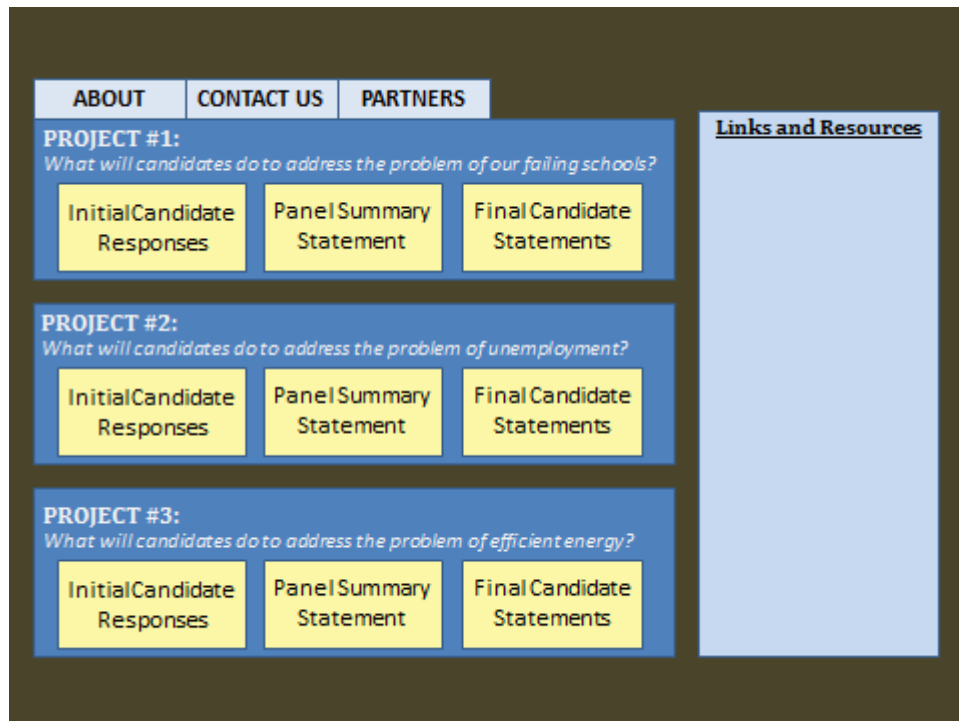 ABOUT CONTACT US PARTNERS
Links and Resources
PROJECT #1:
What will candidates do to address the problem of our failing schools?
Initial Candidate
Responses
Panel Summary
Statement
Final Candidate
Statements
PROJECT #2:
What will candidates do to address the problem of unemployment?
Initial Candidate
Responses
Panel Summary
Statement
Final Candidate
Statements
PROJECT #3:
What will candidates do to address the problem of efficient energy?
Initial Candidate
Responses
Panel Summary
Statement
Final Candidate
Statements